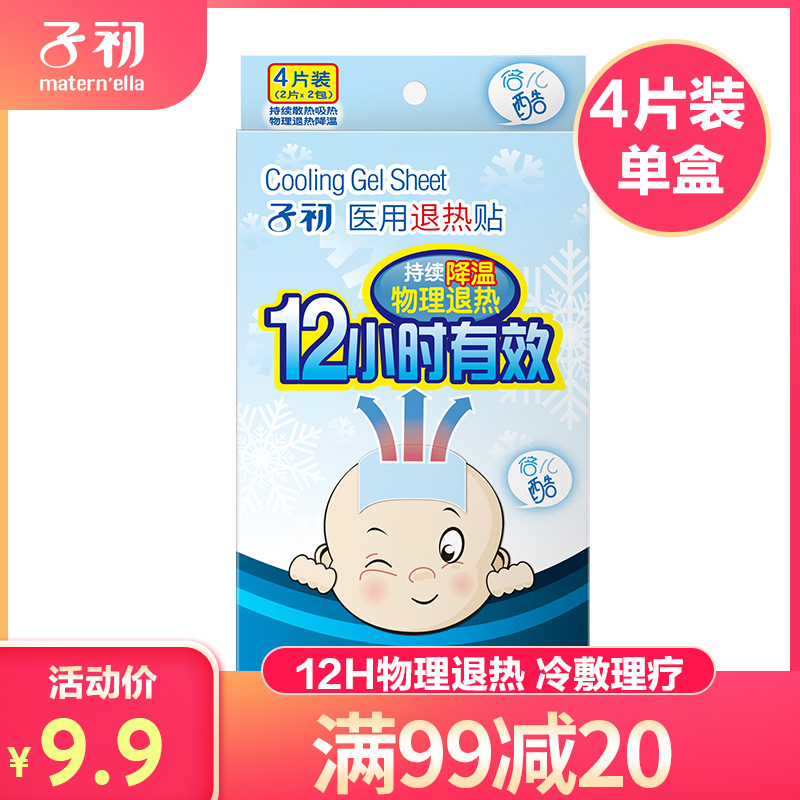 子初
matern'ella
4片装
(2片×2包)
持续散热吸热
物理退热降温
倍儿
酷
4片装
单盒
Cooling Gel Sheet
子初 医用退热贴
持续降温
物理退热
12小时有效
倍儿
酷
12H物理退热 冷敷理疗
活动价
¥9.9
满99减20